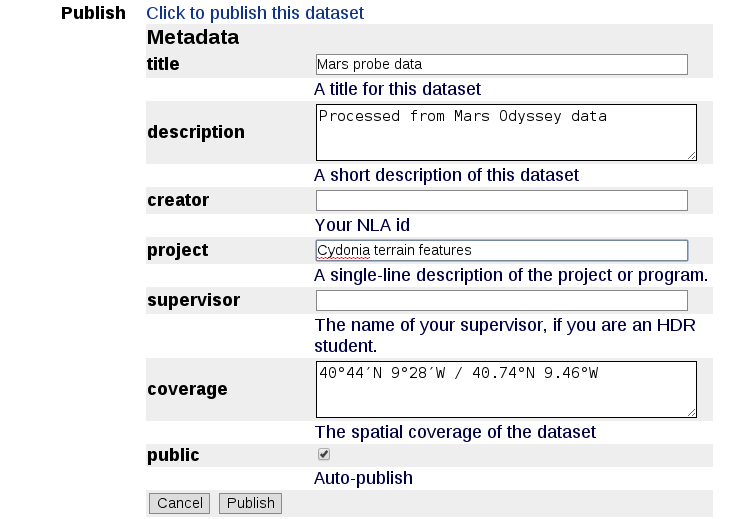 Publish Click to publish this dataset
Metadata
title Mars probe data
A title for this dataset
description Processed from Mars Odyssey data
A short description of this dataset
creator
Your NLA id
project Cydonia terrain features
A single-line description of the project or program.
supervisor
The name of your supervisor, if you are an HDR
student.
coverage 40°44′N 9°28′W / 40.74°N 9.46°W
The spatial coverage of the dataset
public
Auto-publish
Cancel Publish